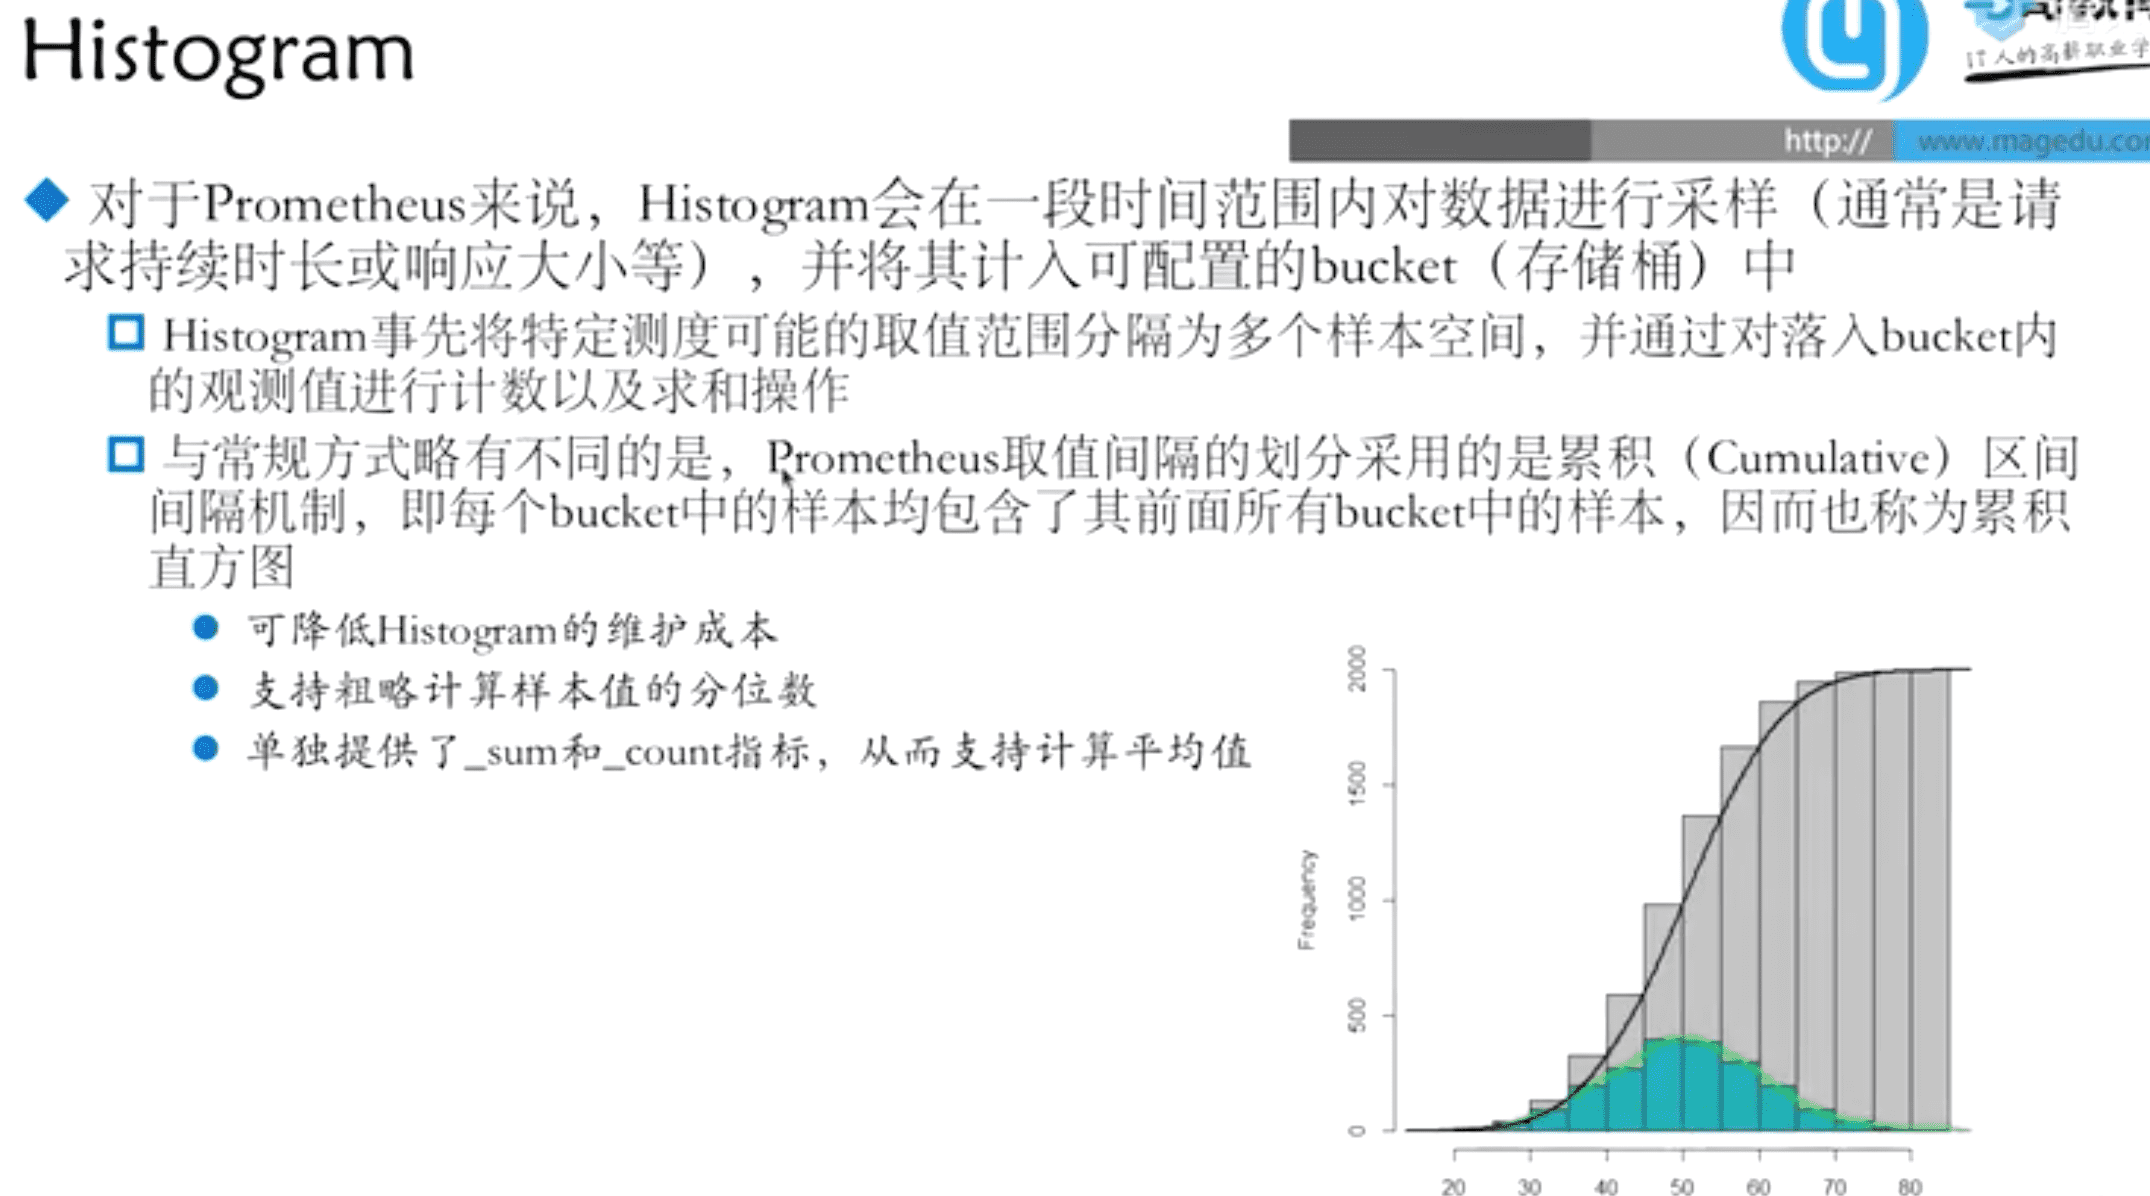 Histogram
IT人的高薪职业学
http://
www.magedu.co
对于Prometheus来说，Histogram会在一段时间范围内对数据进行采样（通常是请
求持续时长或响应大小等），并将其计入可配置的bucket（存储桶）中
Histogram事先将特定测度可能的取值范围分隔为多个样本空间，并通过对落入bucket内
的观测值进行计数以及求和操作
与常规方式略有不同的是，Prometheus取值间隔的划分采用的是累积（Cumulative）区间
间隔机制，即每个bucket中的样本均包含了其前面所有bucket中的样本，因而也称为累积
直方图
可降低Histogram的维护成本
支持粗略计算样本值的分位数
单独提供了_sum和_count指标，从而支持计算平均值
Frequency
2000
1500
1000
500
0
20 30 40 50 60 70 80